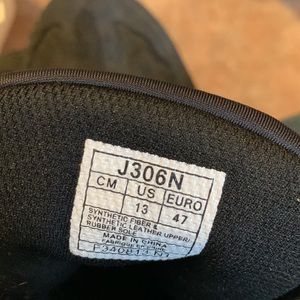 J306N
CM US EURO
13 47
SYNTHETIC FIBER &
SYNTHETIC LEATHER UPPER/
RUBBER SOLE
MADE IN CHINA